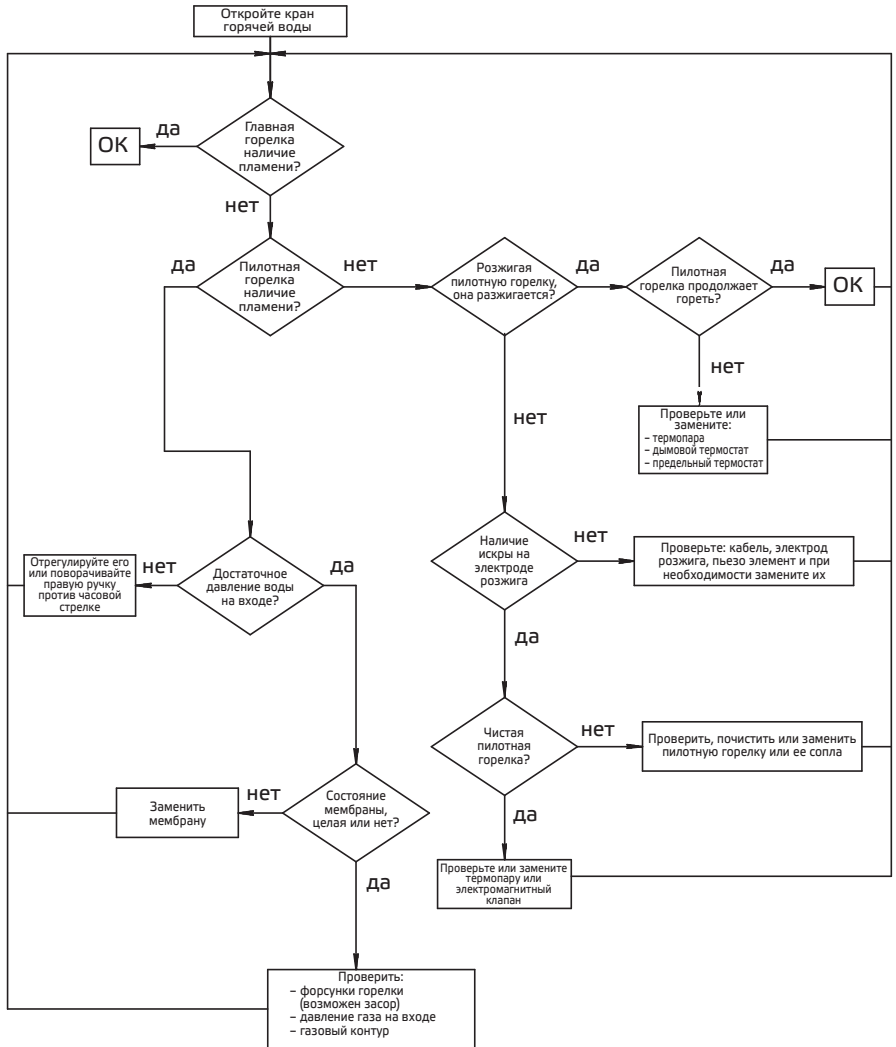 Откройте кран
горячей воды
Главная
горелка
наличие
пламени?
да
ОК
нет
Пилотная
горелка
наличие
пламени?
да
нет
Розжигая
пилотную горелку,
она разжигается?
да
Пилотная
горелка продолжает
гореть?
да
ОК
нет
Проверьте или
замените:
– термопара
– дымовой термостат
– предельный термостат
нет
Наличие
искры на
электроде
розжига
нет
Проверьте: кабель, электрод
розжига, пьезо элемент и при
необходимости замените их
Достаточное
давление воды
на входе?
нет
Отрегулируйте его
или поворачивайте
правую ручку
против часовой
стрелке
да
да
Чистая
пилотная
горелка?
нет
Проверить, почистить или заменить
пилотную горелку или ее сопла
Состояние
мембраны,
целая или нет?
нет
Заменить
мембрану
да
Проверьте или замените
термопару или
электромагнитный
клапан
да
Проверить:
– форсунки горелки
(возможен засор)
– давление газа на входе
– газовый контур